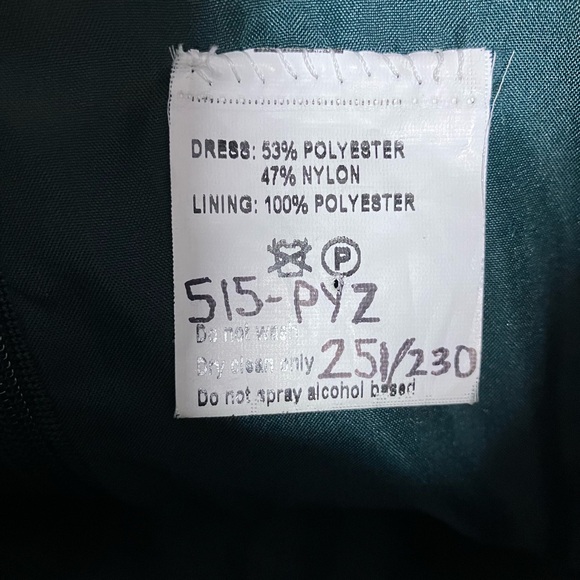 DRESS: 53% POLYESTER
47% NYLON
LINING: 100% POLYESTER
P
515-PYZ
Do not wash
Dry clean only 251/230
Do not spray alcohol based